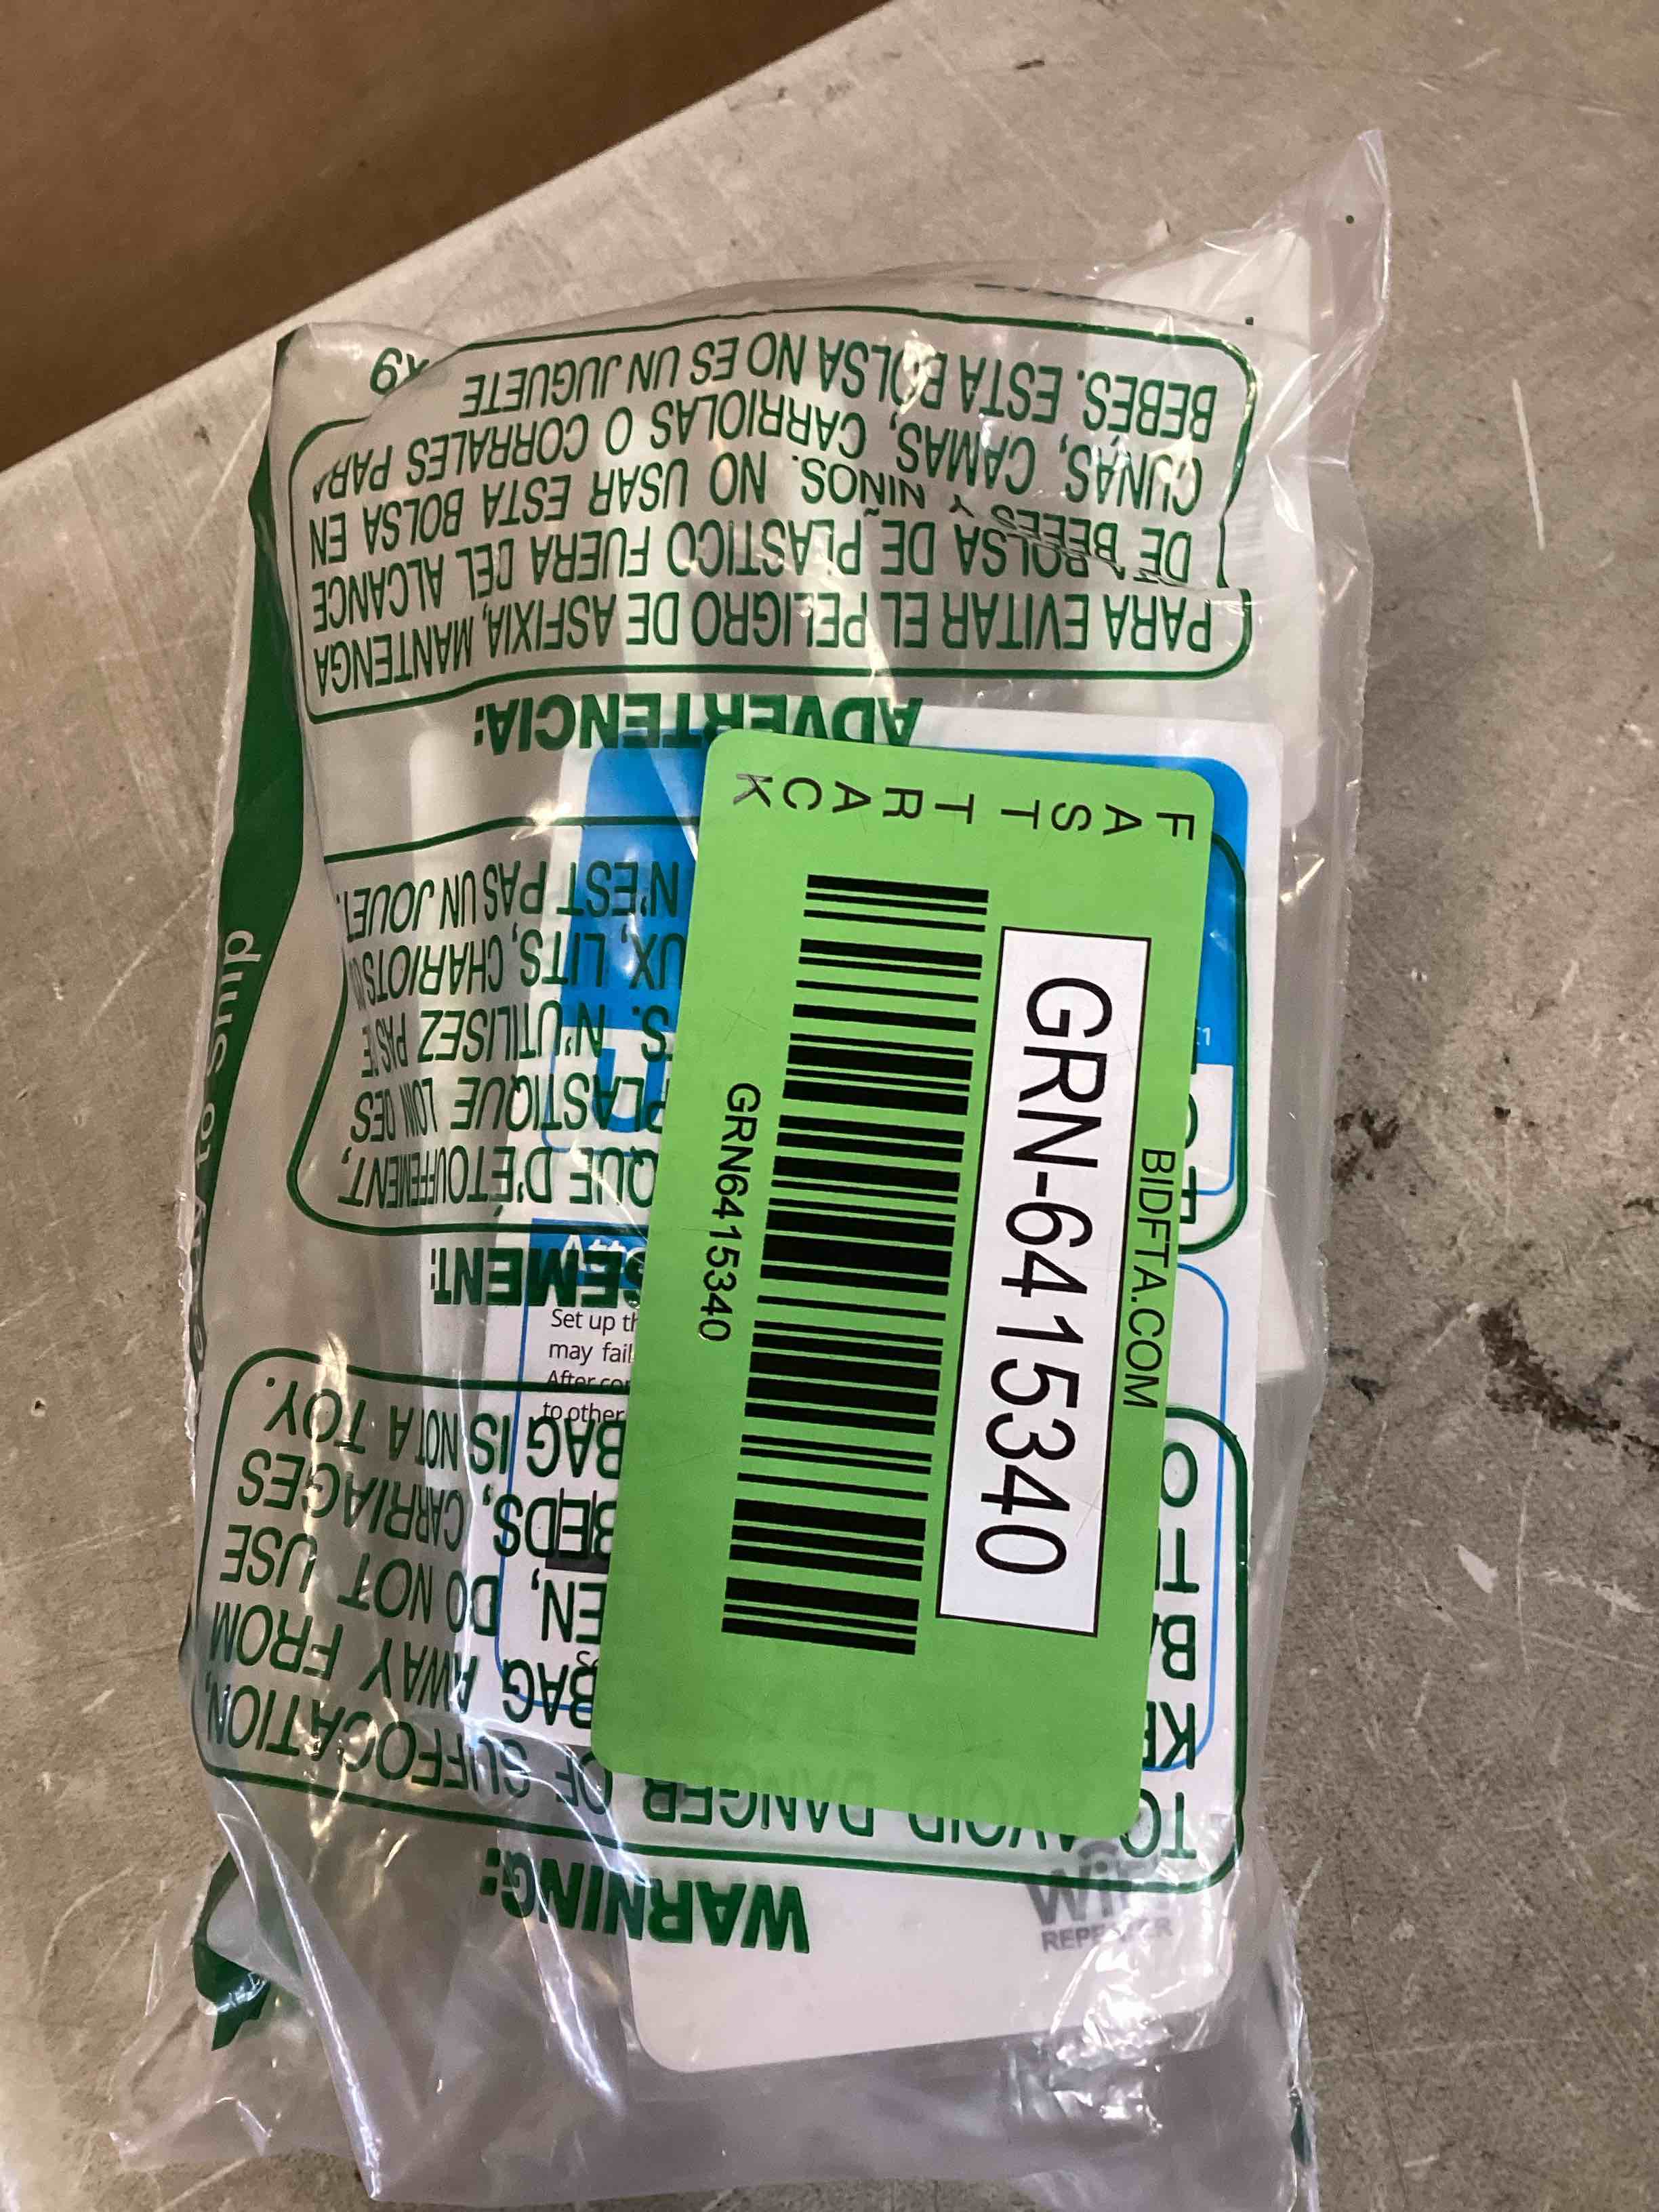 FAST TRACK
BIDFTA.COM
GRN-6415340
GRN6415340
WARNING:
TO AVOID DANGER OF SUFFOCATION,
BAG AWAY FROM
EN, DO NOT USE
BEDS, CARRIAGES
BAG IS NOT A TOY.
SEMENT:
QUE D'ÉTOUFFEMENT,
PLASTIQUE LOIN DES
S. N'UTILISEZ PAS
UX, LITS, CHARIOTS
N'EST PAS UN JOUET.
ADVERTENCIA:
PARA EVITAR EL PELIGRO DE ASFIXIA, MANTENGA
BOLSA DE PLASTICO FUERA DEL ALCANCE
DE BEBES Y NIÑOS. NO USAR ESTA BOLSA EN
CUNAS, CAMAS, CARRIOLAS O CORRALES PARA
BEBES. ESTA BOLSA NO ES UN JUGUETE
to Ship
Set up th
may fail
After con
to other
WiFi
REPEATER